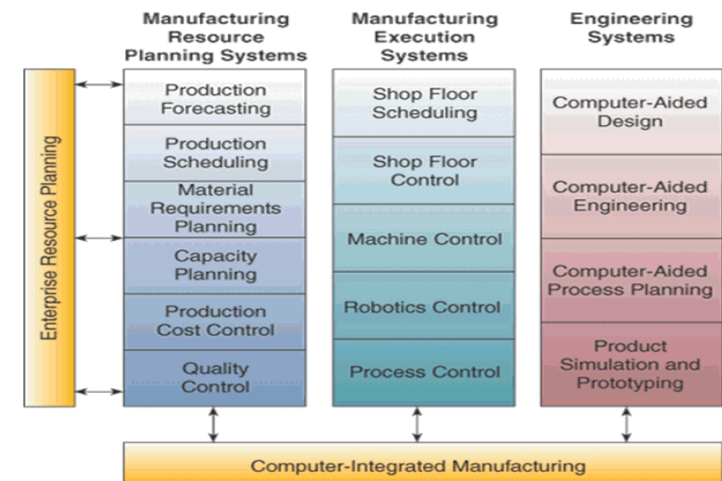 Manufacturing
Resource
Planning Systems
Manufacturing
Execution
Systems
Engineering
Systems
Enterprise Resource Planning
Production
Forecasting
Production
Scheduling
Material
Requirements
Planning
Capacity
Planning
Production
Cost Control
Quality
Control
Shop Floor
Scheduling
Shop Floor
Control
Machine Control
Robotics Control
Process Control
Computer-Aided
Design
Computer-Aided
Engineering
Computer-Aided
Process Planning
Product
Simulation and
Prototyping
Computer-Integrated Manufacturing